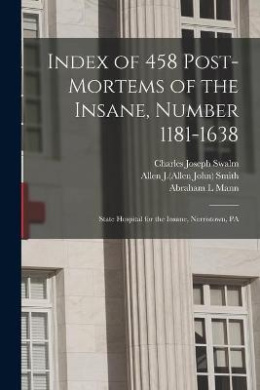 Index of 458 Post-
Mortems of the
Insane, Number
1181-1638
Charles Joseph Swalm
Allen J.(Allen John) Smith
Abraham L Mann
State Hospital for the Insane, Norristown, PA